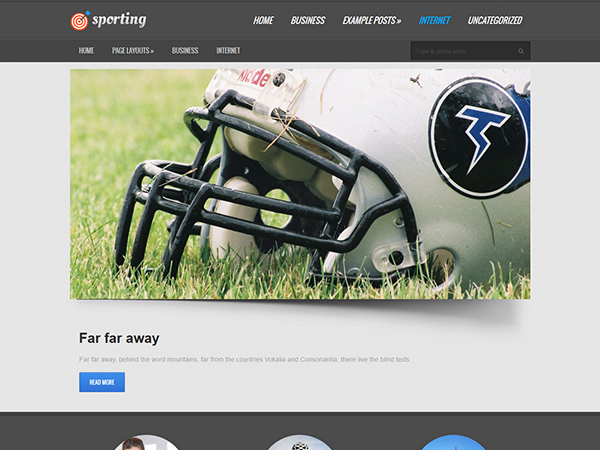 sporting
HOME BUSINESS EXAMPLE POSTS » INTERNET UNCATEGORIZED
HOME PAGE LAYOUTS » BUSINESS INTERNET Type & press enter
T
Far far away
Far far away, behind the word mountains, far from the countries Vokalia and Consonantia, there live the blind texts
READ MORE